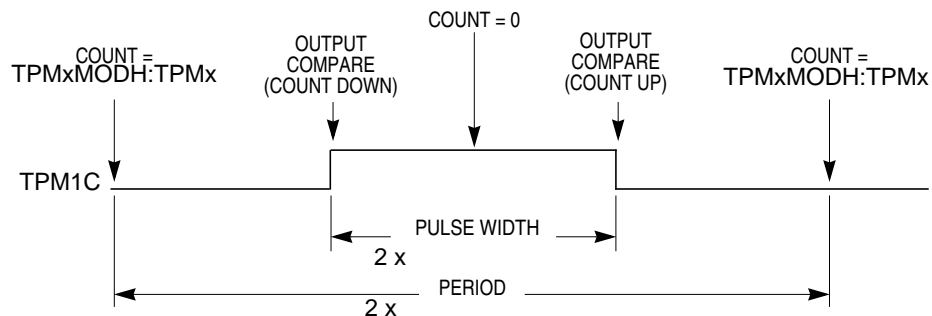 COUNT = 0
COUNT =
TPMxMODH:TPMx
OUTPUT
COMPARE
(COUNT DOWN)
OUTPUT
COMPARE
(COUNT UP)
COUNT =
TPMxMODH:TPMx
TPM1C
PULSE WIDTH
2 x
PERIOD
2 x